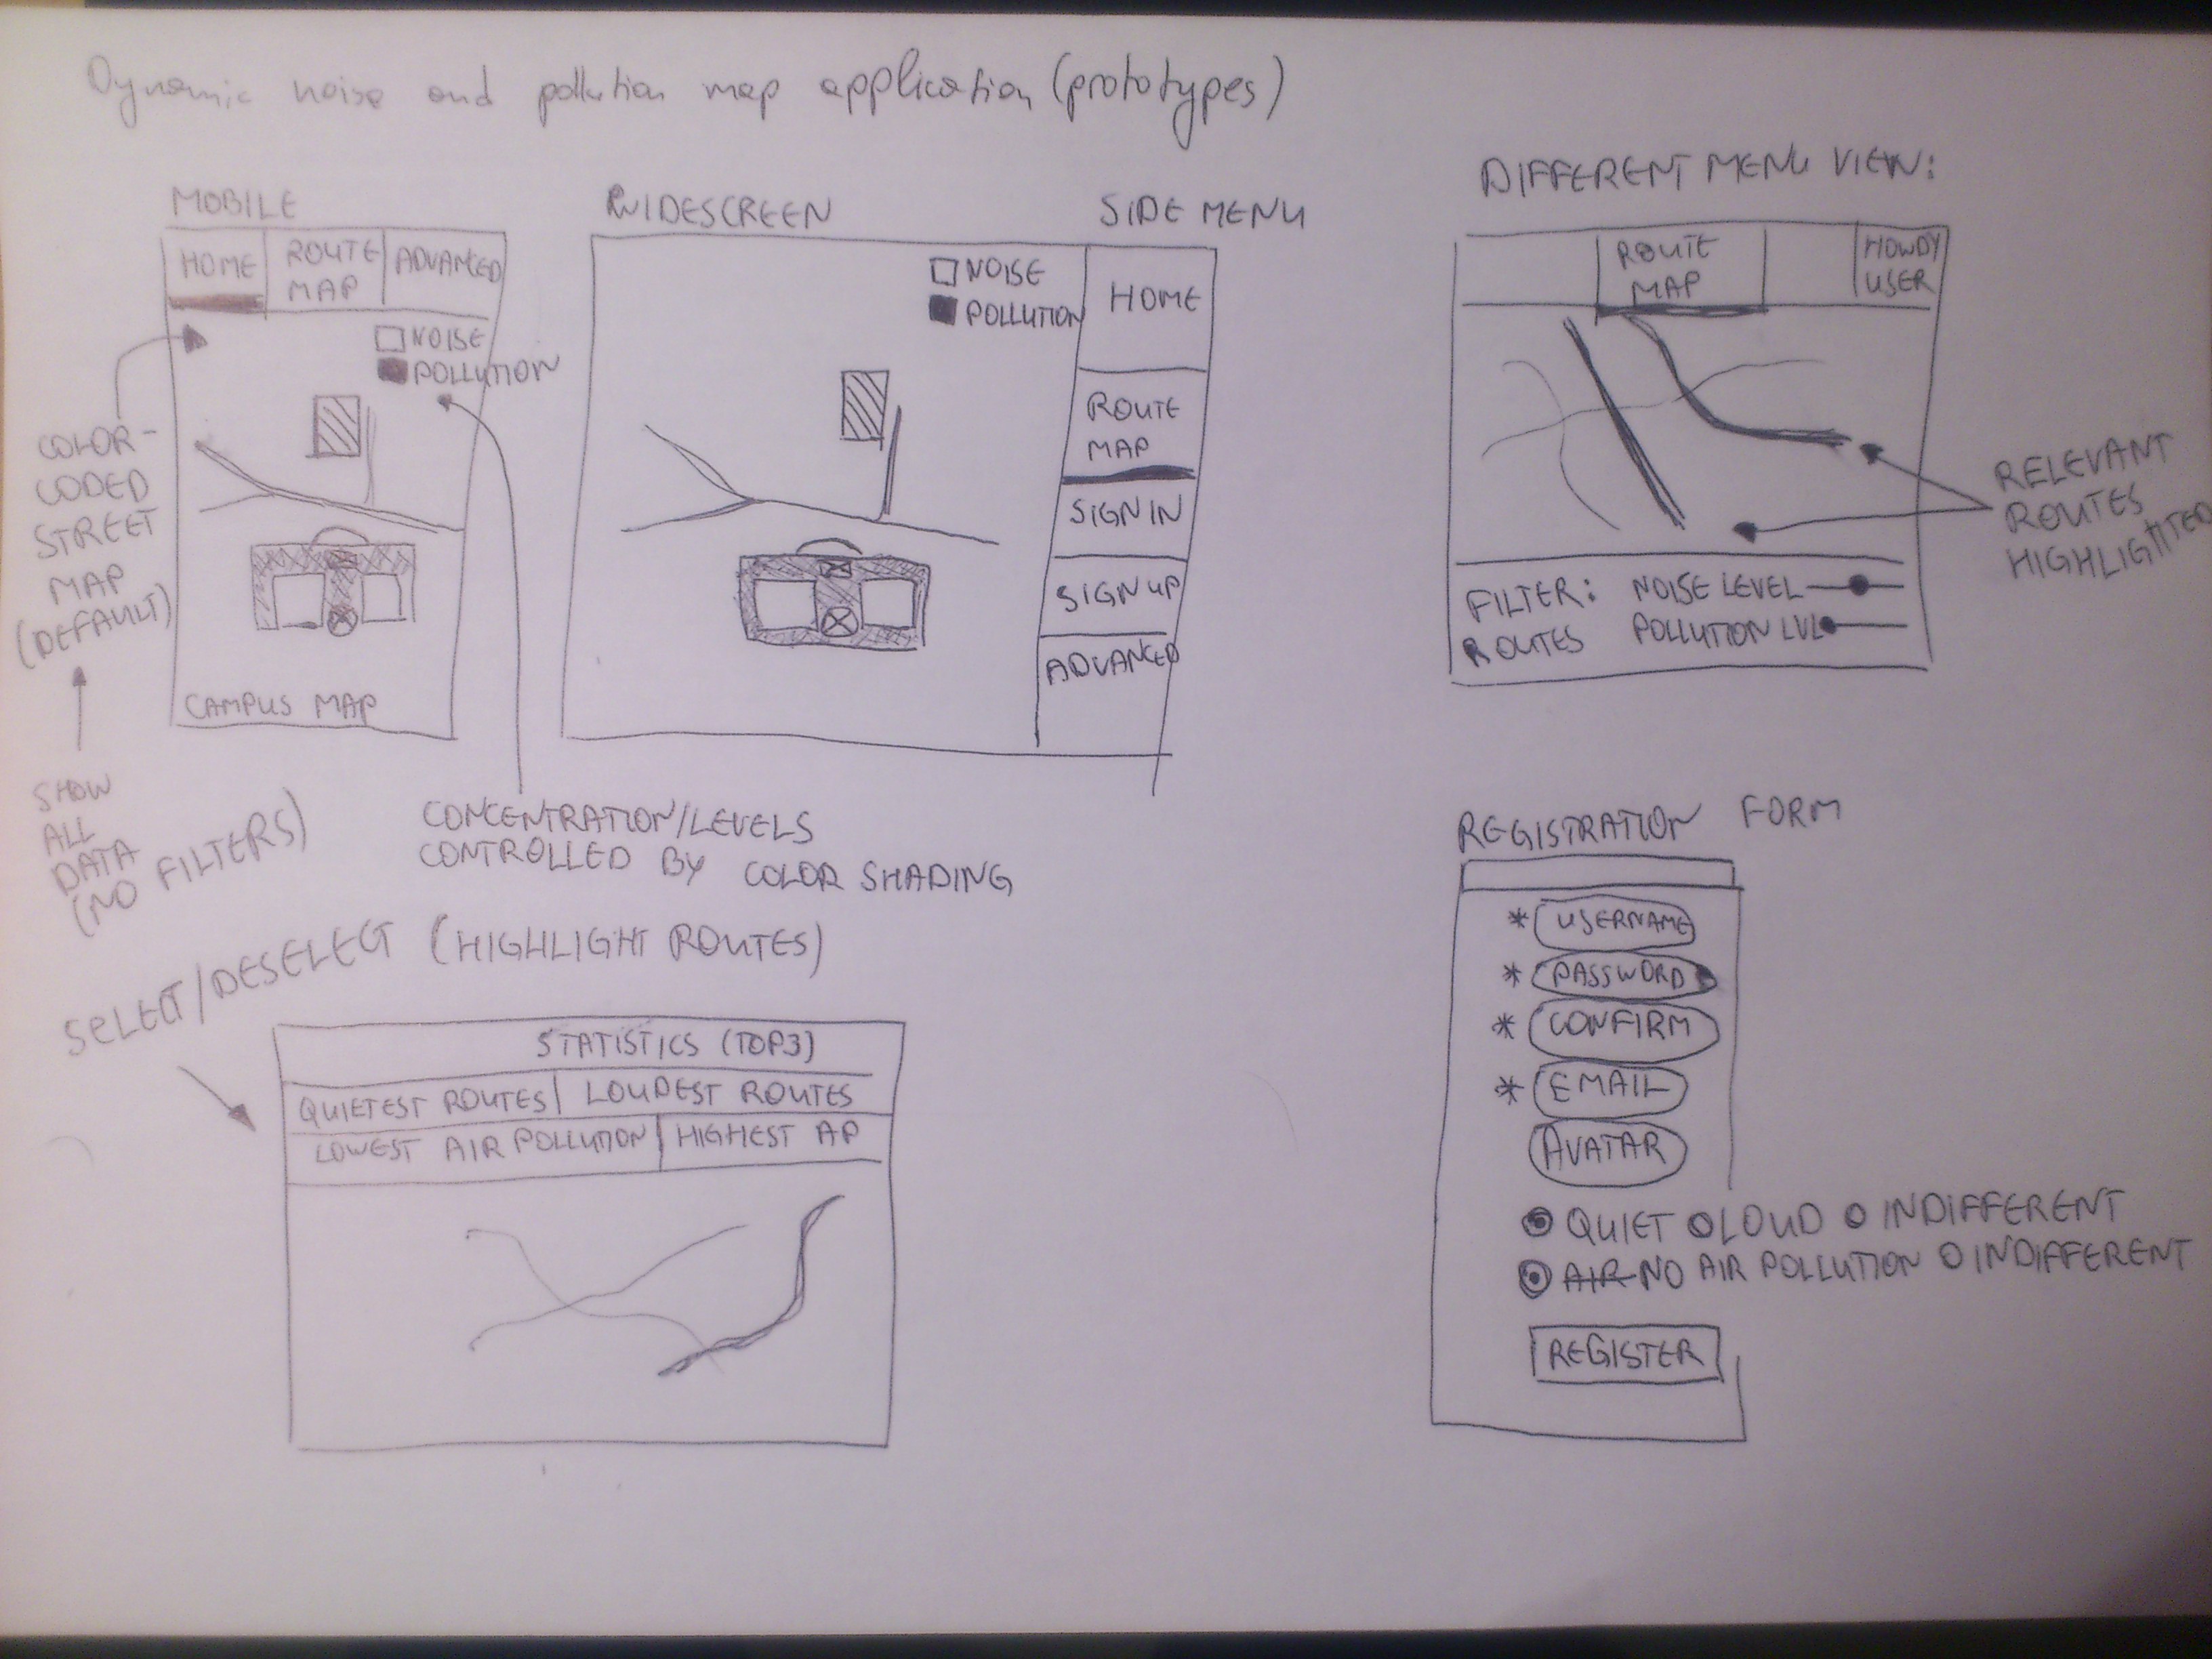 Dynamic noise and pollution map application (prototypes)
MOBILE
HOME
ROUTE
MAP
ADVANCED
NOISE
POLLUTION
CAMPUS MAP
COLOR-
CODED
STREET
MAP
(DEFAULT)
SHOW
ALL
DATA
(NO FILTERS)
CONCENTRATION/LEVELS
CONTROLLED BY COLOR SHADING
WIDESCREEN
SIDE MENU
NOISE
POLLUTION
HOME
ROUTE
MAP
SIGN IN
SIGN UP
ADVANCED
DIFFERENT MENU VIEW:
ROUTE
MAP
HOWDY
USER
RELEVANT
ROUTES
HIGHLIGHTED
FILTER:
ROUTES
NOISE LEVEL
POLLUTION LVL
SELECT/DESELECT (HIGHLIGHT ROUTES)
STATISTICS (TOP3)
QUIETEST ROUTES | LOUDEST ROUTES
LOWEST AIR POLLUTION | HIGHEST AP
REGISTRATION FORM
* USERNAME
* PASSWORD
* CONFIRM
* EMAIL
AVATAR
QUIET LOUD INDIFFERENT
AIR NO AIR POLLUTION INDIFFERENT
REGISTER